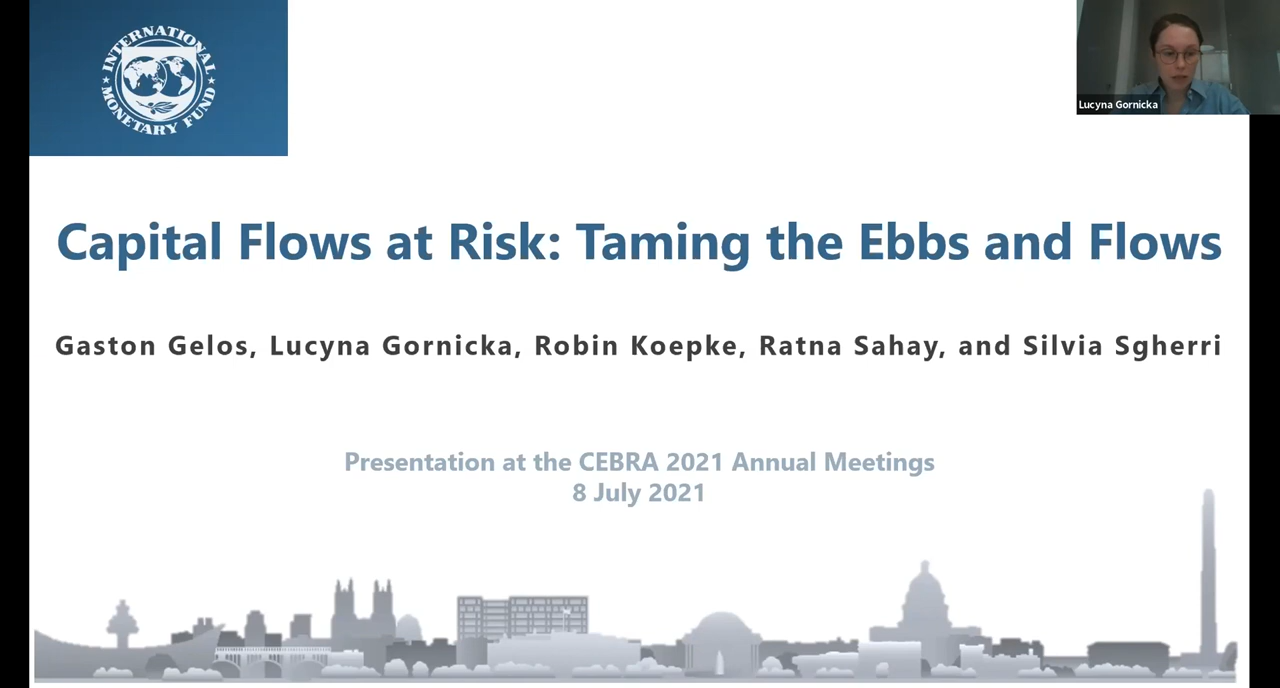 INTERNATIONAL
MONETARY FUND
Lucyna Gornicka
Capital Flows at Risk: Taming the Ebbs and Flows
Gaston Gelos, Lucyna Gornicka, Robin Koepke, Ratna Sahay, and Silvia Sgherri
Presentation at the CEBRA 2021 Annual Meetings
8 July 2021